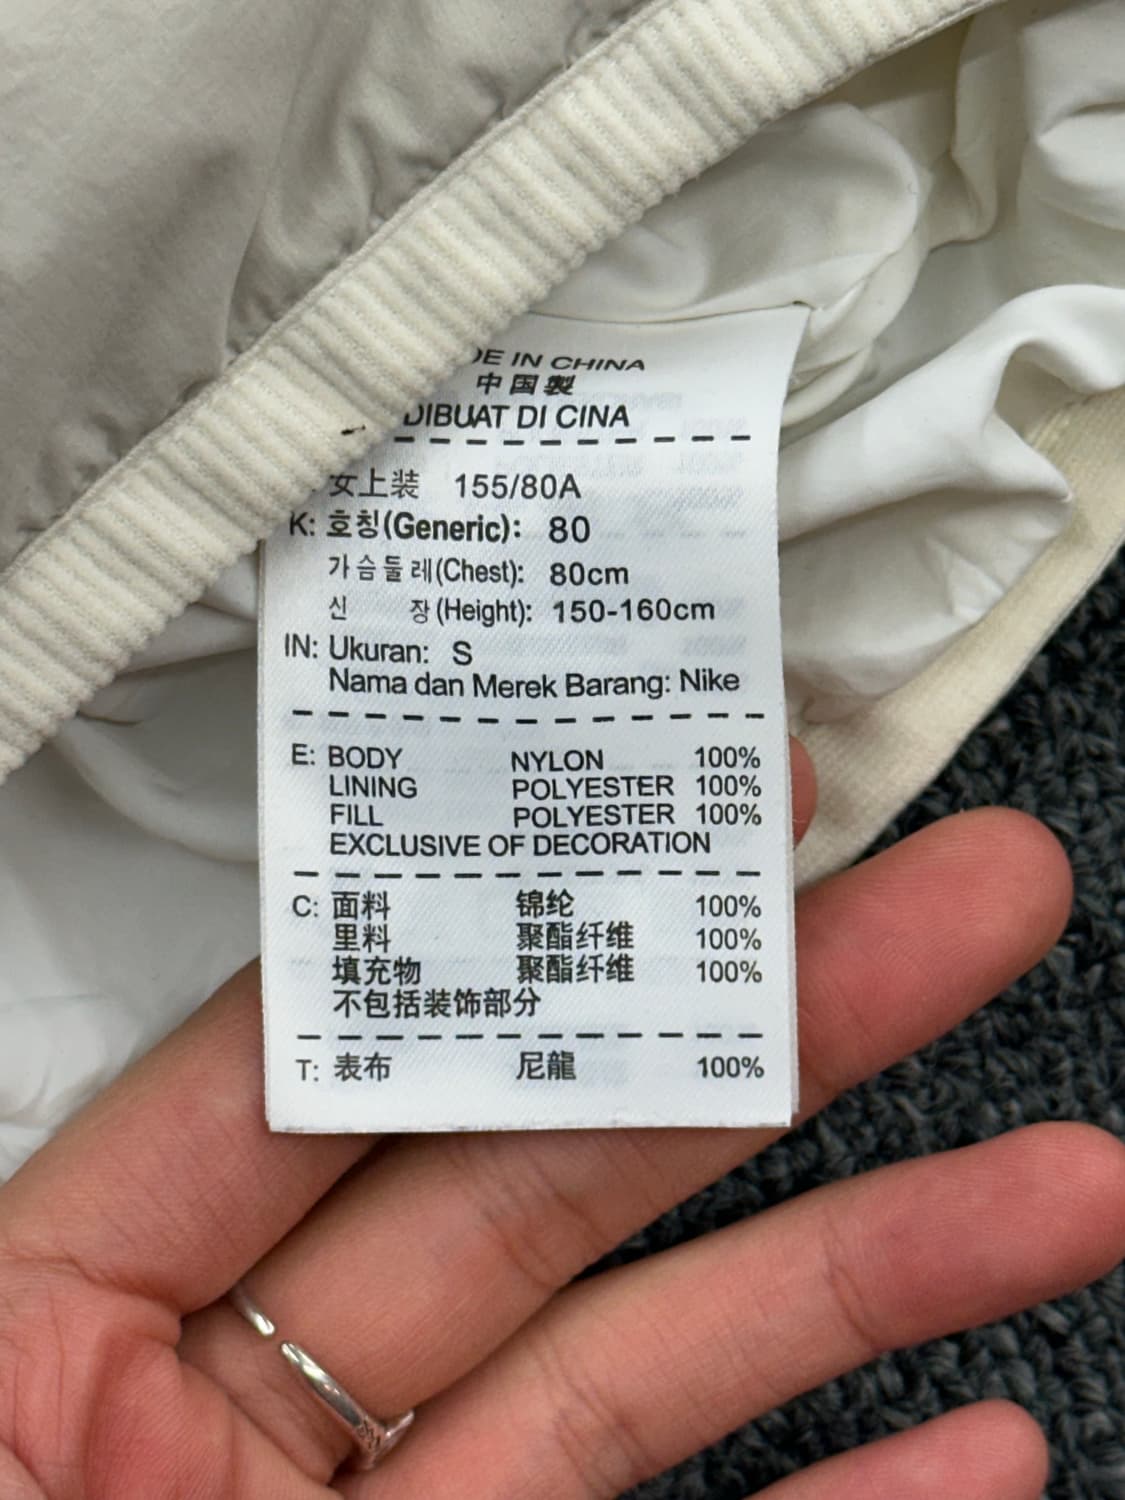 DE IN CHINA
中国製
DIBUAT DI CINA
女上装 155/80A
K: 호칭(Generic): 80
가슴둘레(Chest): 80cm
신 장(Height): 150-160cm
IN: Ukuran: S
Nama dan Merek Barang: Nike
E: BODY NYLON 100%
LINING POLYESTER 100%
FILL POLYESTER 100%
EXCLUSIVE OF DECORATION
C: 面料 锦纶 100%
里料 聚酯纤维 100%
填充物 聚酯纤维 100%
不包括装饰部分
T: 表布 尼龍 100%